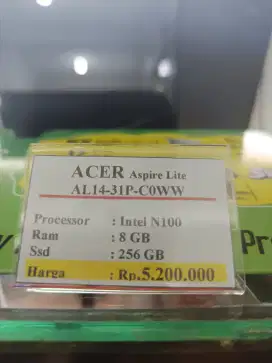 ACER Aspire Lite
AL14-31P-C0WW
Processor : Intel N100
Ram : 8 GB
Ssd : 256 GB
Harga : Rp.5.200.000